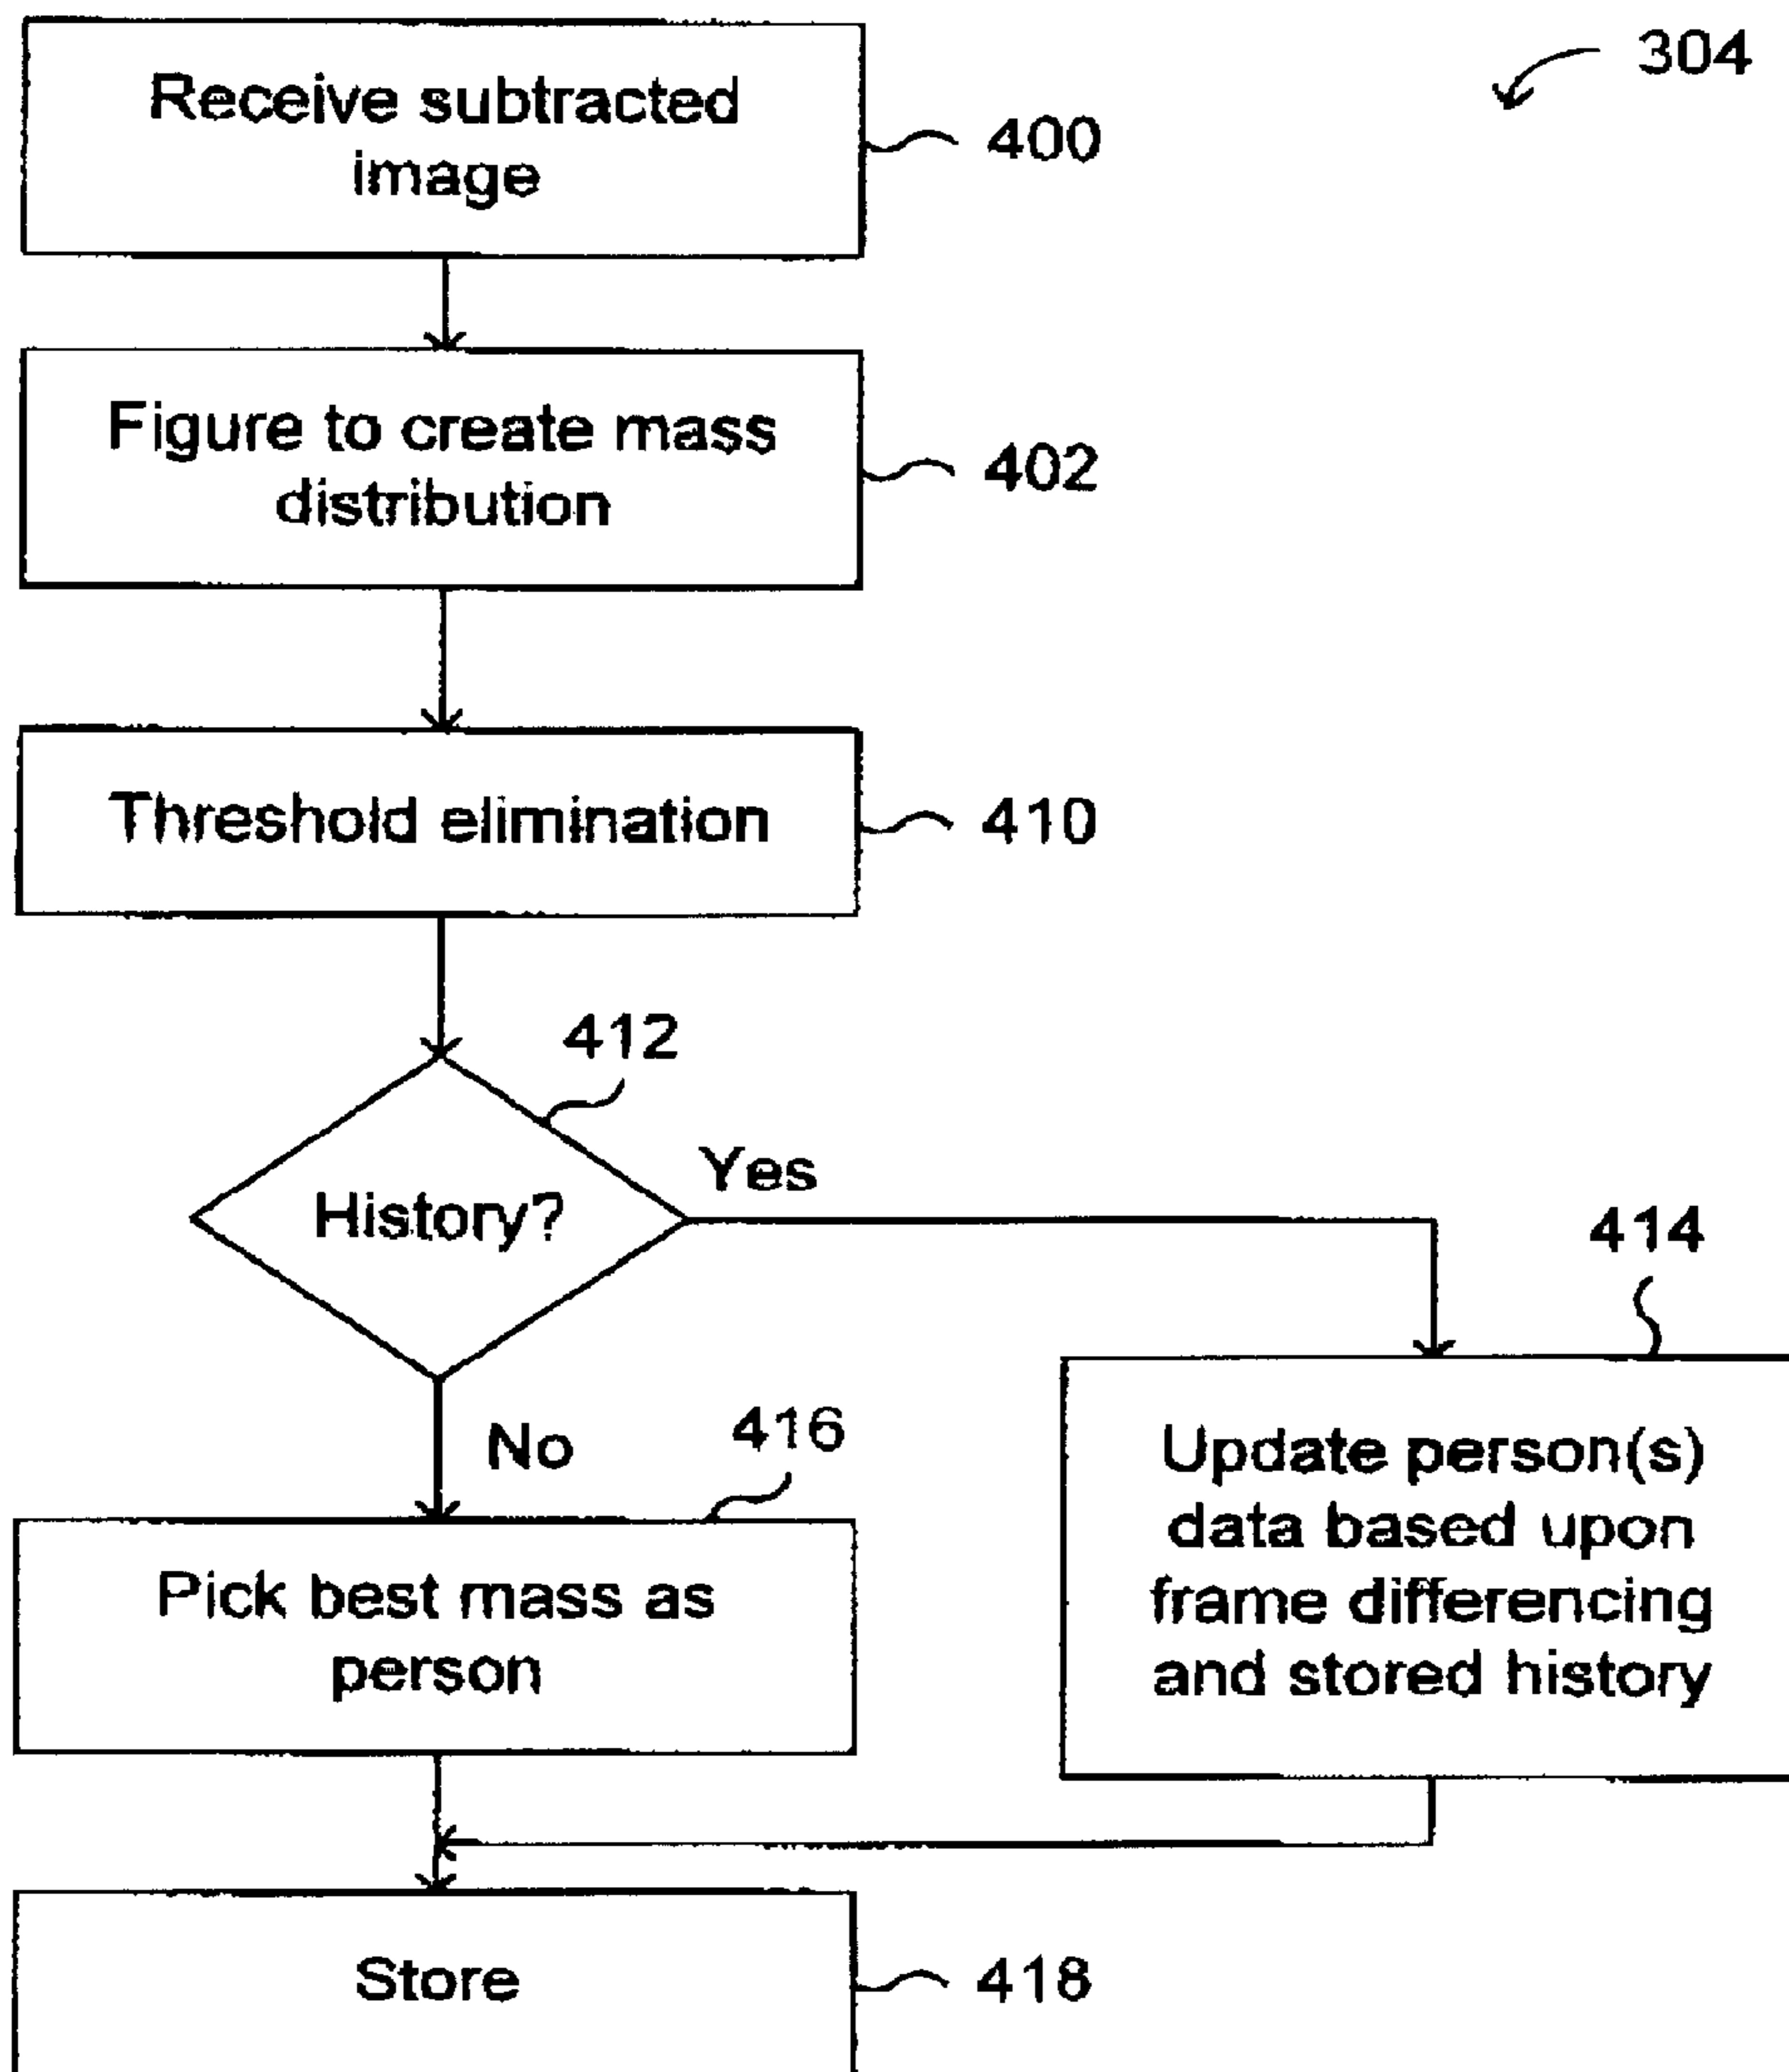 304
Receive subtracted
image
400
Figure to create mass
distribution
402
Threshold elimination
410
412
History?
Yes
414
No
416
Pick best mass as
person
Update person(s)
data based upon
frame differencing
and stored history
Store
418